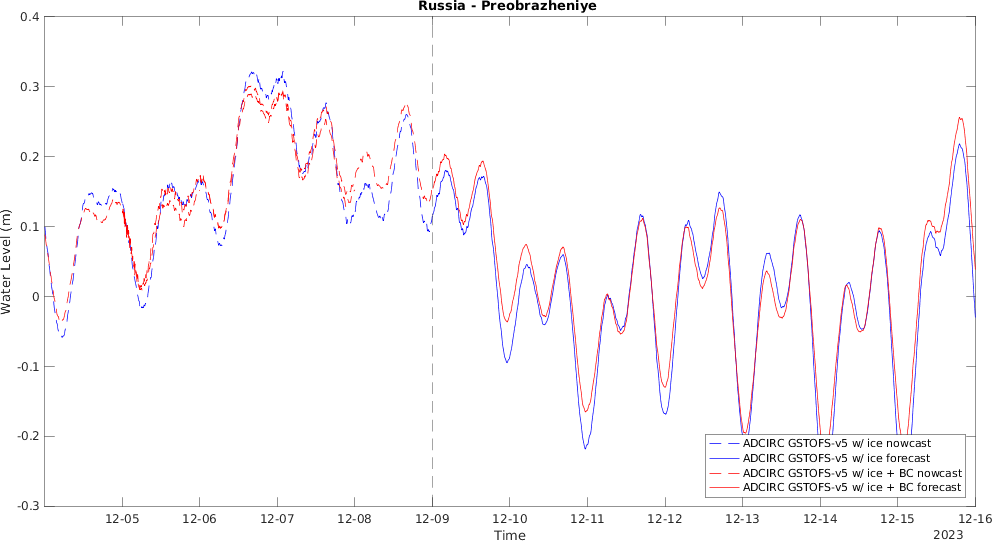 Russia - Preobrazheniye
Water Level (m)
0.4
0.3
0.2
0.1
0
-0.1
-0.2
-0.3
ADCIRC GSTOFS-v5 w/ ice nowcast
ADCIRC GSTOFS-v5 w/ ice forecast
ADCIRC GSTOFS-v5 w/ ice + BC nowcast
ADCIRC GSTOFS-v5 w/ ice + BC forecast
12-05 12-06 12-07 12-08 12-09 12-10 12-11 12-12 12-13 12-14 12-15 12-16
Time
2023